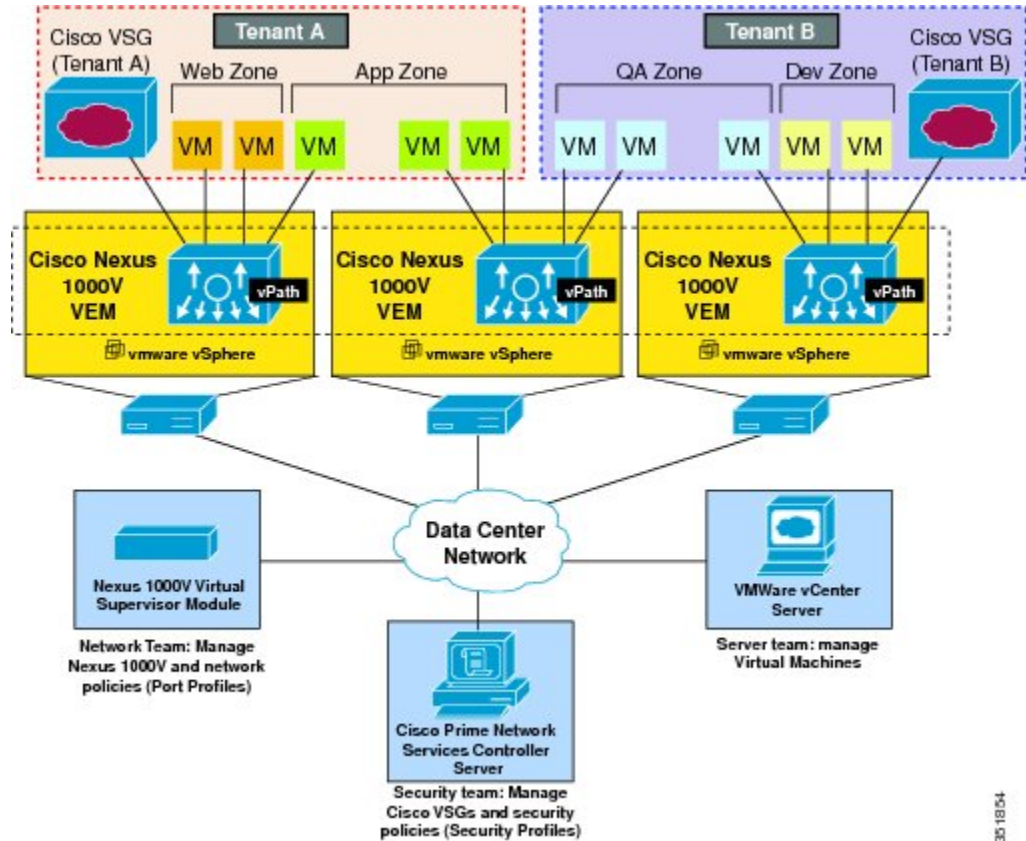 Cisco VSG
(Tenant A)
Tenant A
Web Zone
App Zone
VM
VM
VM
VM
VM
Tenant B
QA Zone
Dev Zone
Cisco VSG
(Tenant B)
VM
VM
VM
VM
VM
Cisco Nexus
1000V
VEM
vPath
vmware vSphere
Cisco Nexus
1000V
VEM
vPath
vmware vSphere
Cisco Nexus
1000V
VEM
vPath
vmware vSphere
Data Center
Network
Nexus 1000V Virtual
Supervisor Module
Network Team: Manage
Nexus 1000V and network
policies (Port Profiles)
VMWare vCenter
Server
Server team: manage
Virtual Machines
Cisco Prime Network
Services Controller
Server
Security team: Manage
Cisco VSGs and security
policies (Security Profiles)
351854